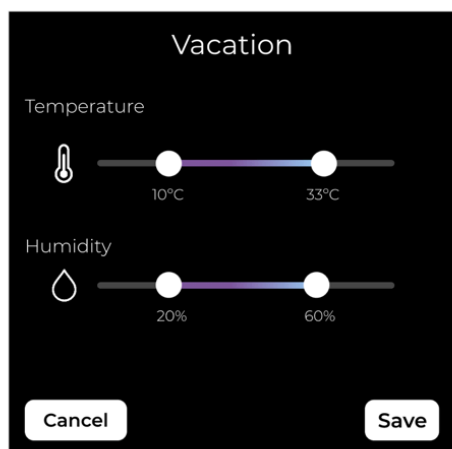 Vacation
Temperature
10°C 33°C
Humidity
20% 60%
Cancel Save